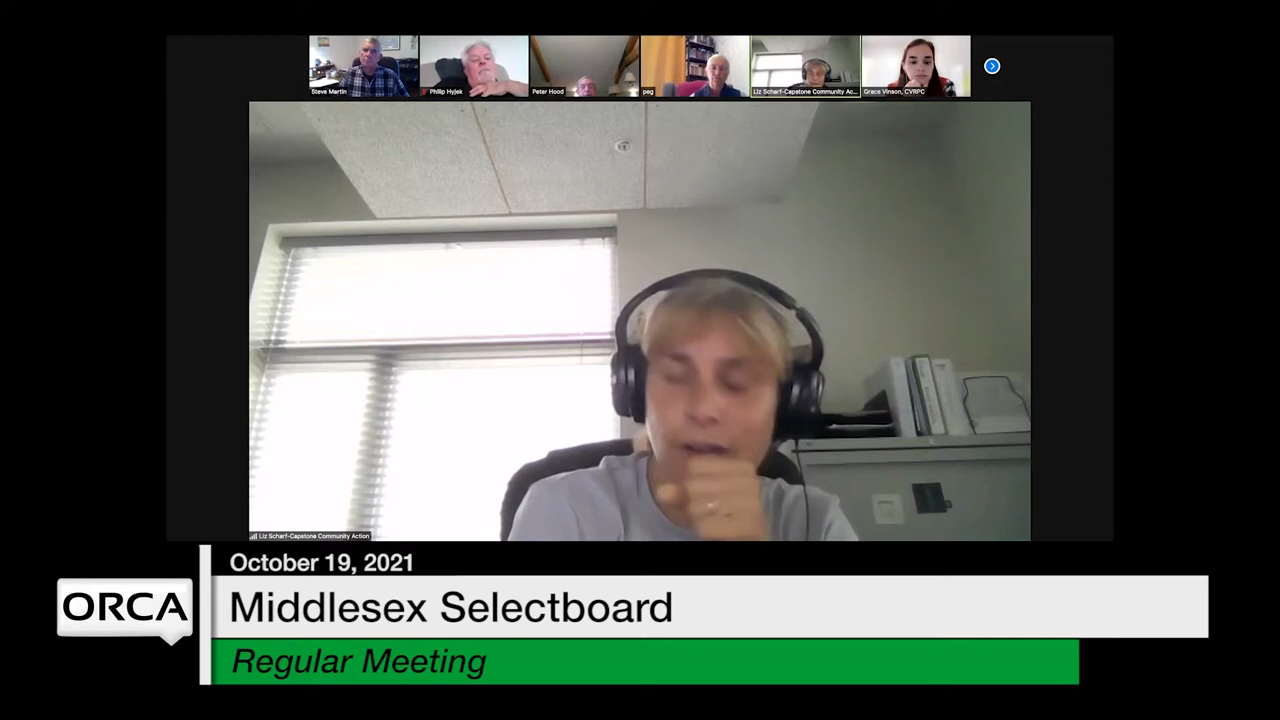 Steve Martin
Philip Hyjek
Peter Hood
peg
Liz Scharf-Capstone Community Ac...
Grace Vinson, CVRPC
Liz Scharf-Capstone Community Action
October 19, 2021
ORCA
Middlesex Selectboard
Regular Meeting